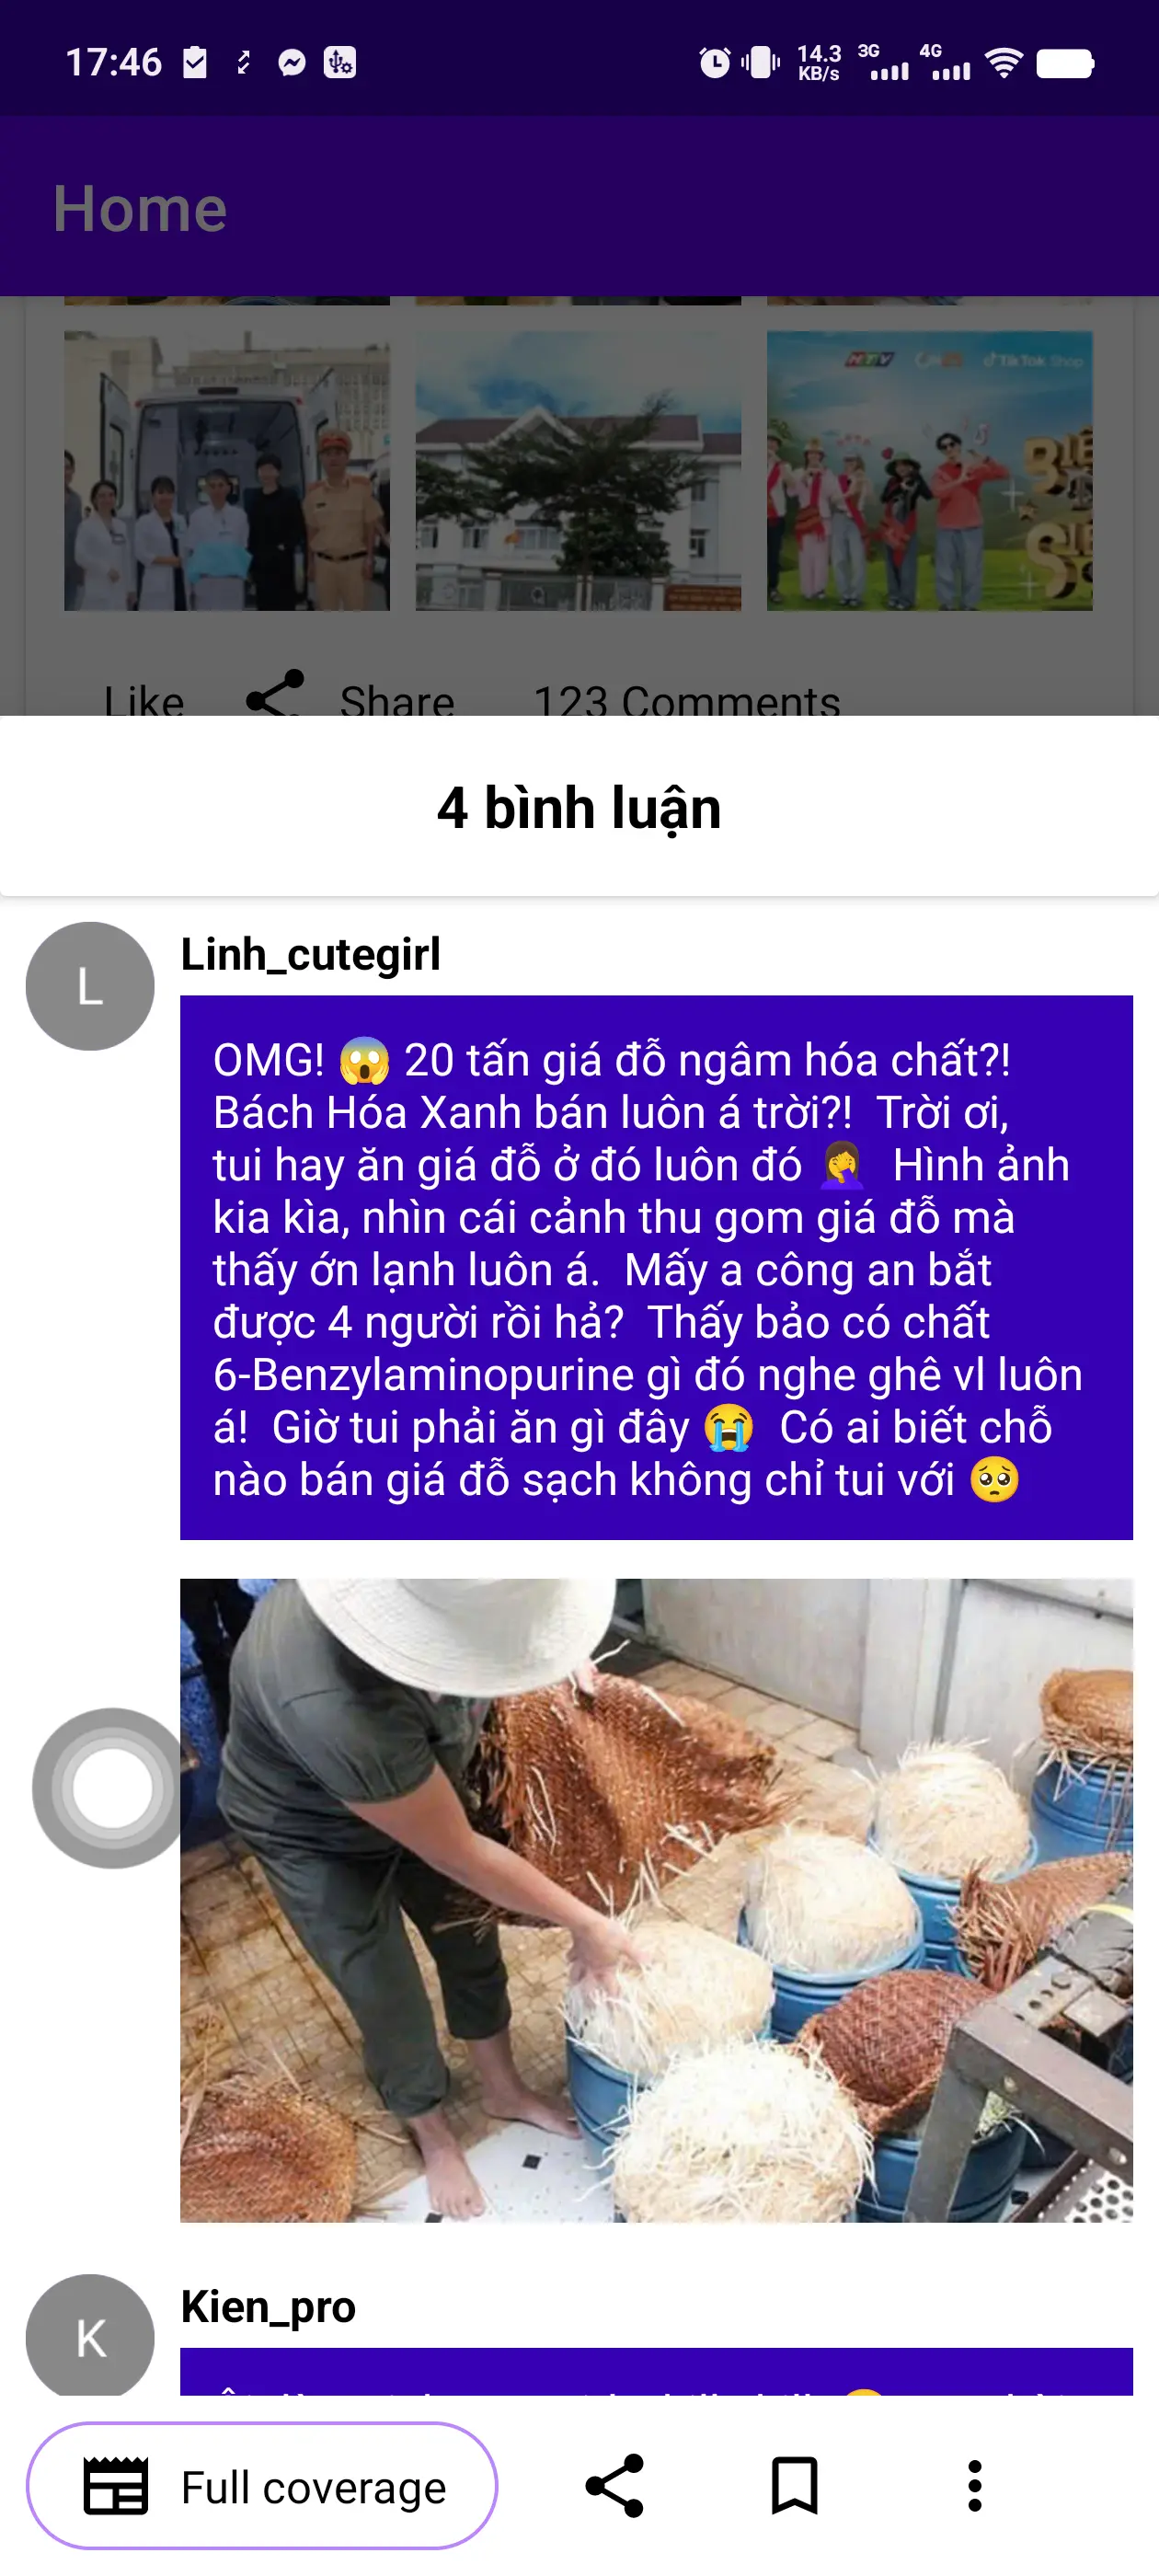 17:46
14.3
KB/s
3G
4G
Home
HTV
TikTok Shop
Like
Share
123 Comments
4 bình luận
L
Linh_cutegirl
OMG! 😱 20 tấn giá đỗ ngâm hóa chất?!
Bách Hóa Xanh bán luôn á trời?!  Trời ơi,
tui hay ăn giá đỗ ở đó luôn đó 🤦‍♀️  Hình ảnh
kia kìa, nhìn cái cảnh thu gom giá đỗ mà
thấy ớn lạnh luôn á.  Mấy a công an bắt
được 4 người rồi hả?  Thấy bảo có chất
6-Benzylaminopurine gì đó nghe ghê vl luôn
á!  Giờ tui phải ăn gì đây 😭  Có ai biết chỗ
nào bán giá đỗ sạch không chỉ tui với 🥺
K
Kien_pro
Full coverage